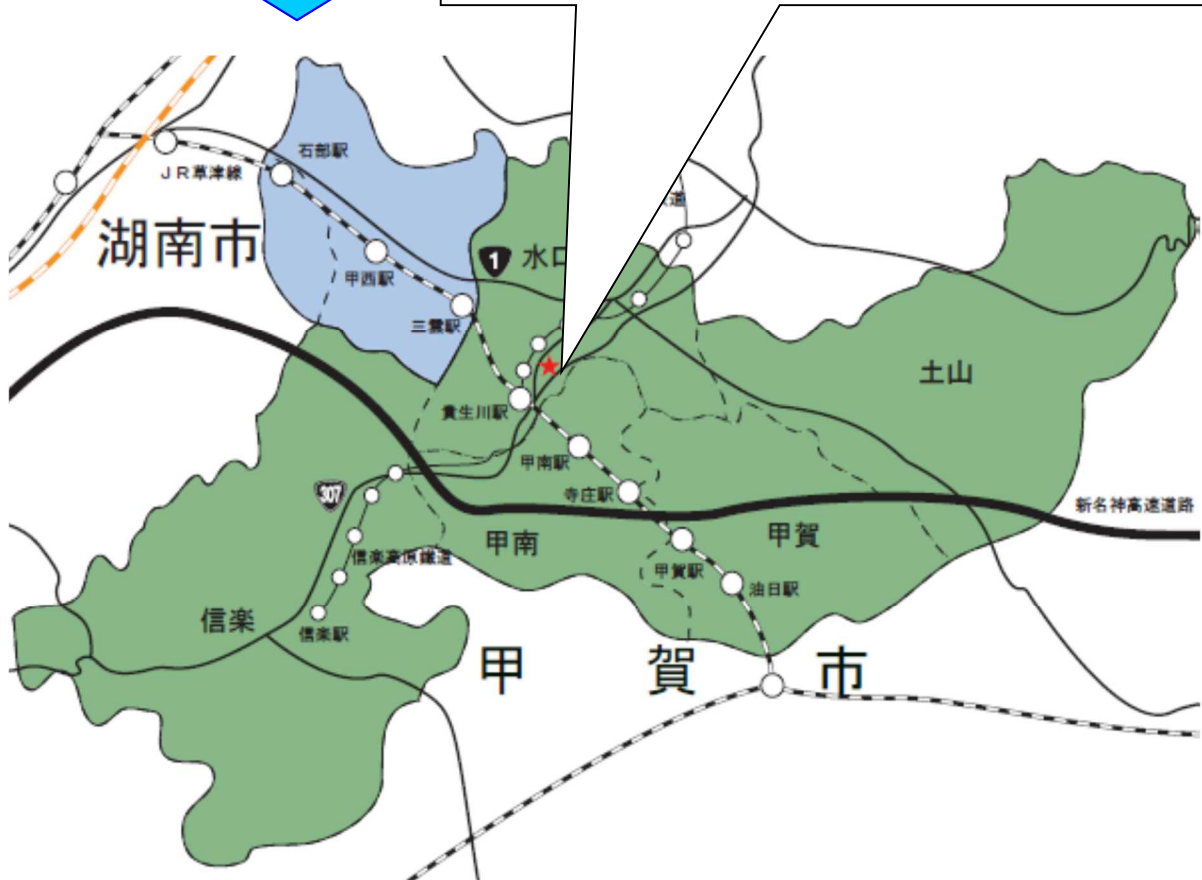 石部駅
JR草津線
道
湖南市
1
水口
甲西駅
三雲駅
土山
貴生川駅
甲南駅
307
寺庄駅
新名神高速道路
甲南
甲賀
信楽高原鐵道
甲賀駅
油日駅
信楽
信楽駅
甲賀市